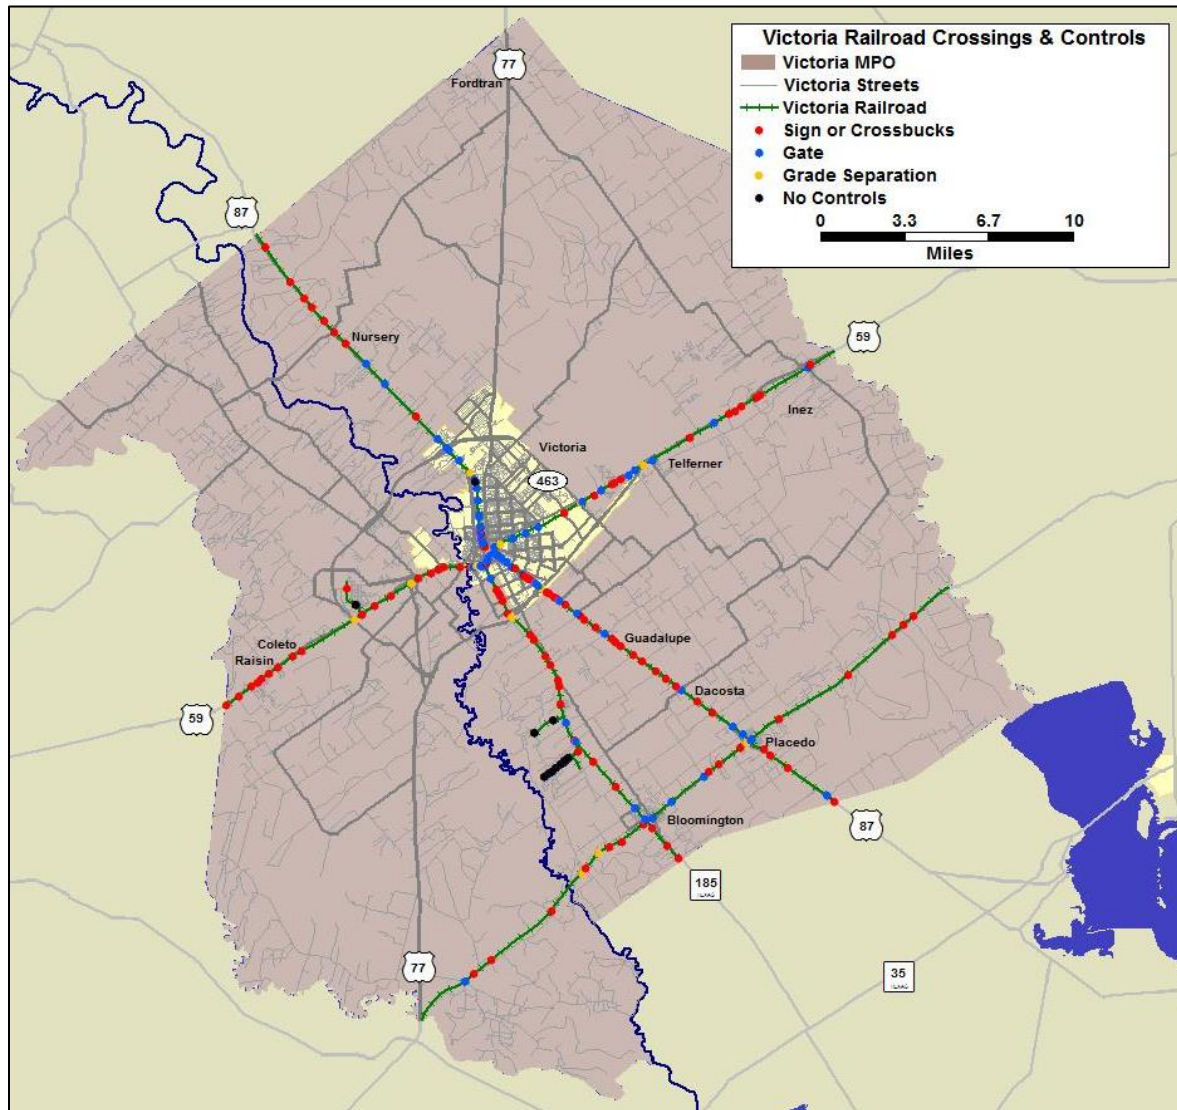 Victoria Railroad Crossings & Controls
Victoria MPO
Victoria Streets
Victoria Railroad
Sign or Crossbucks
Gate
Grade Separation
No Controls
0 3.3 6.7 10
Miles
77
Fordtran
87
Nursery
59
Inez
Victoria
463
Telferner
Guadalupe
Coleto
Raisin
Dacosta
59
Placedo
Bloomington
87
185
TEXAS
77
35
TEXAS